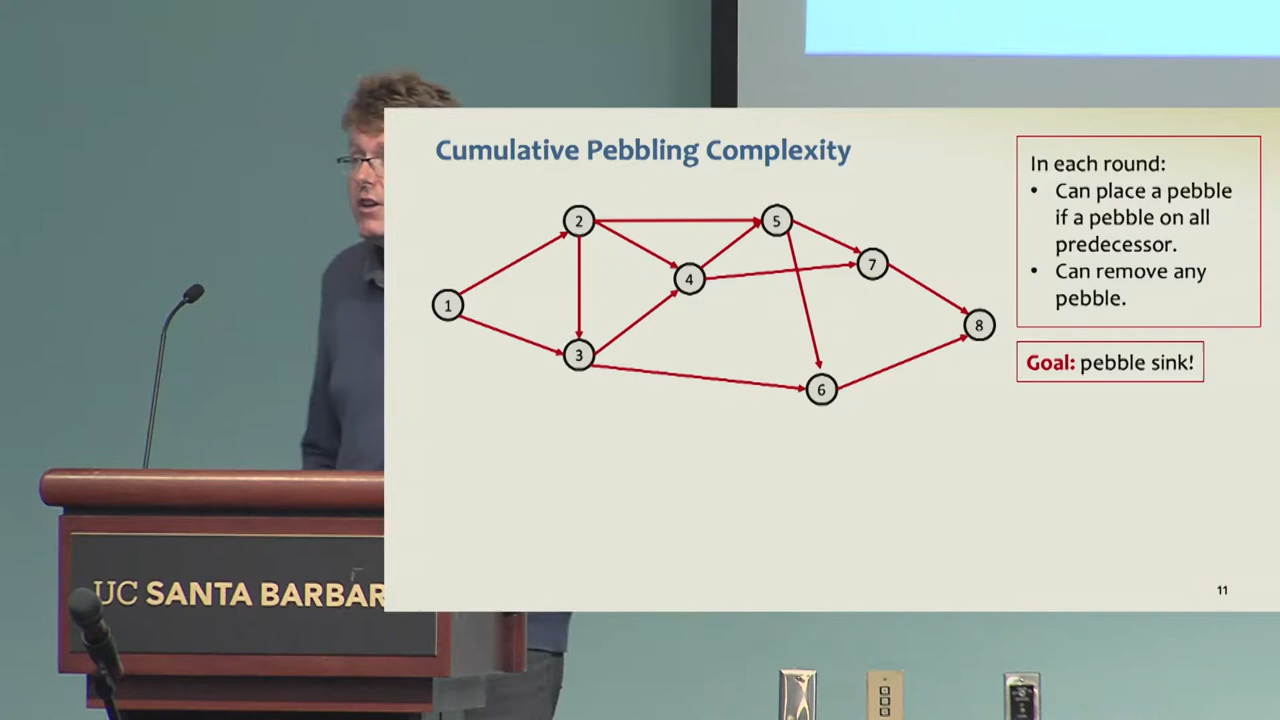 Cumulative Pebbling Complexity
1
2
3
4
5
6
7
8
In each round:
• Can place a pebble
if a pebble on all
predecessor.
• Can remove any
pebble.
Goal: pebble sink!
11
UC SANTA BARBAR